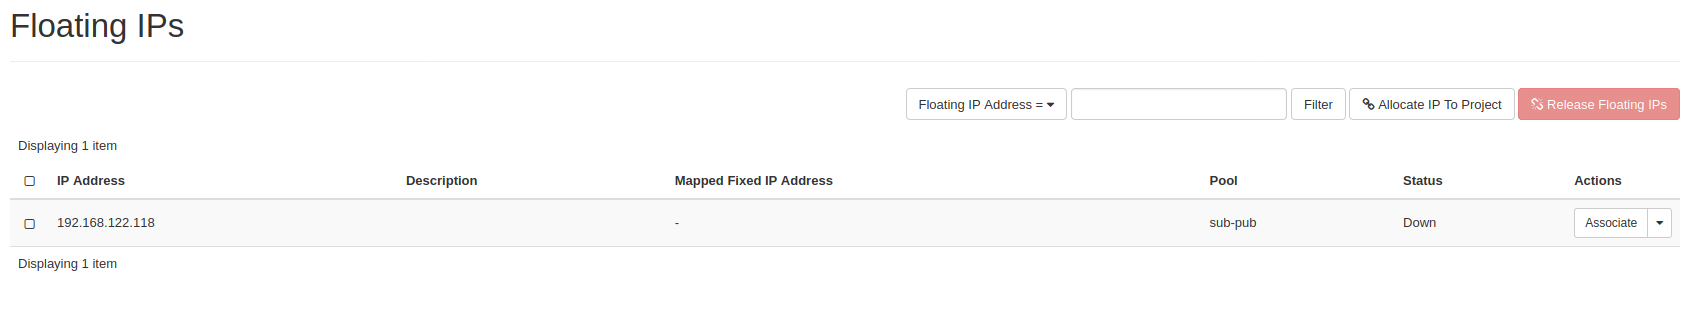 Floating IPs
Floating IP Address = Filter Allocate IP To Project Release Floating IPs
Displaying 1 item
IP Address Description Mapped Fixed IP Address Pool Status Actions
192.168.122.118 - sub-pub Down Associate
Displaying 1 item